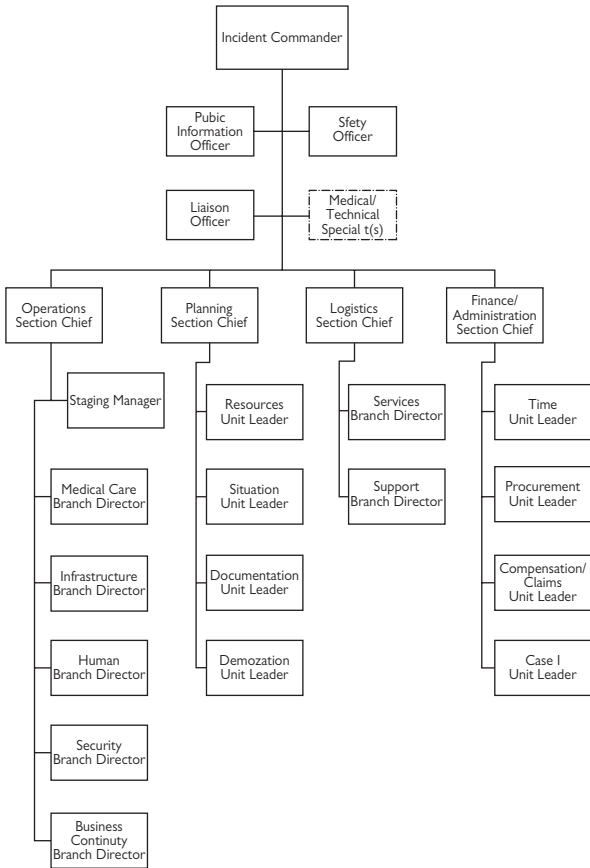 Incident Commander
Pubic
Information
Officer
Sfety
Officer
Liaison
Officer
Medical/
Technical
Special t(s)
Operations
Section Chief
Planning
Section Chief
Logistics
Section Chief
Finance/
Administration
Section Chief
Staging Manager
Resources
Unit Leader
Services
Branch Director
Time
Unit Leader
Medical Care
Branch Director
Situation
Unit Leader
Support
Branch Director
Procurement
Unit Leader
Infrastructure
Branch Director
Documentation
Unit Leader
Compensation/
Claims
Unit Leader
Human
Branch Director
Demozation
Unit Leader
Case I
Unit Leader
Security
Branch Director
Business
Continuty
Branch Director